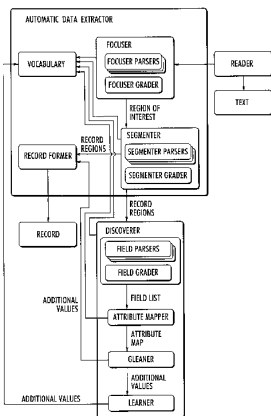 AUTOMATIC DATA EXTRACTOR
FOCUSER
VOCABULARY
FOCUSER PARSERS
FOCUSER GRADER
READER
TEXT
REGION OF
INTEREST
SEGMENTER
RECORD
REGIONS
SEGMENTER PARSERS
RECORD FORMER
SEGMENTER GRADER
RECORD
RECORD
REGIONS
DISCOVERER
FIELD PARSERS
FIELD GRADER
ADDITIONAL
VALUES
FIELD LIST
ATTRIBUTE MAPPER
ATTRIBUTE
MAP
GLEANER
ADDITIONAL
VALUES
ADDITIONAL VALUES
LEARNER